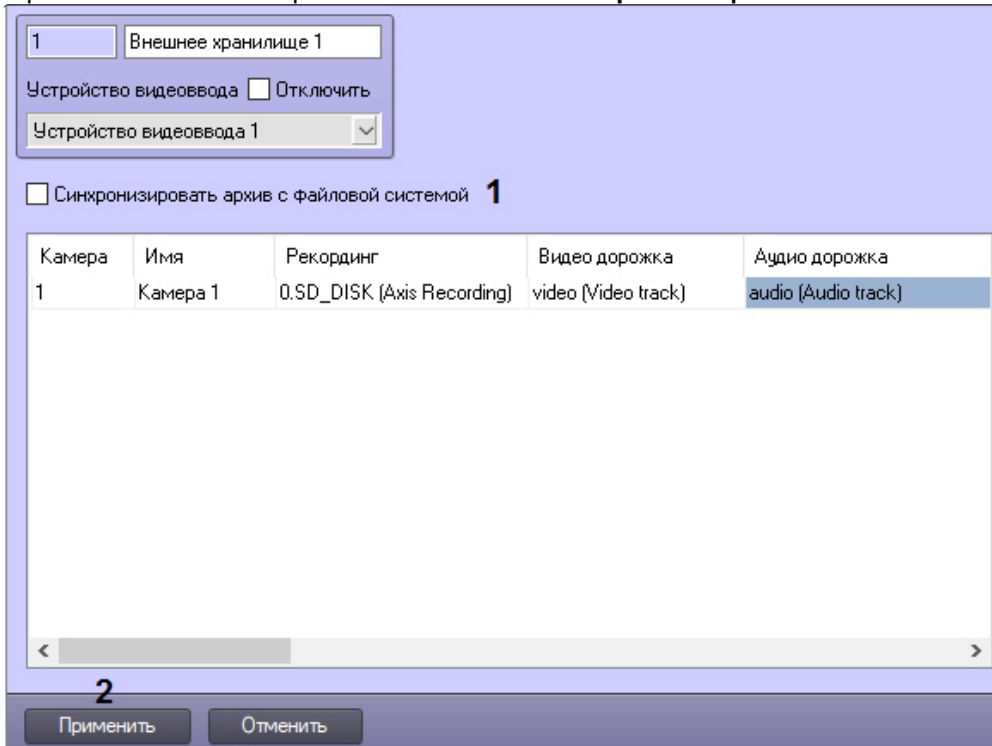 1 Внешнее хранилище 1
Устройство видеоввода Отключить
Устройство видеоввода 1
Синхронизировать архив с файловой системой 1
Камера Имя Рекординг Видео дорожка Аудио дорожка
1 Камера 1 0.SD_DISK (Axis Recording) video (Video track) audio (Audio track)
2
Применить Отменить